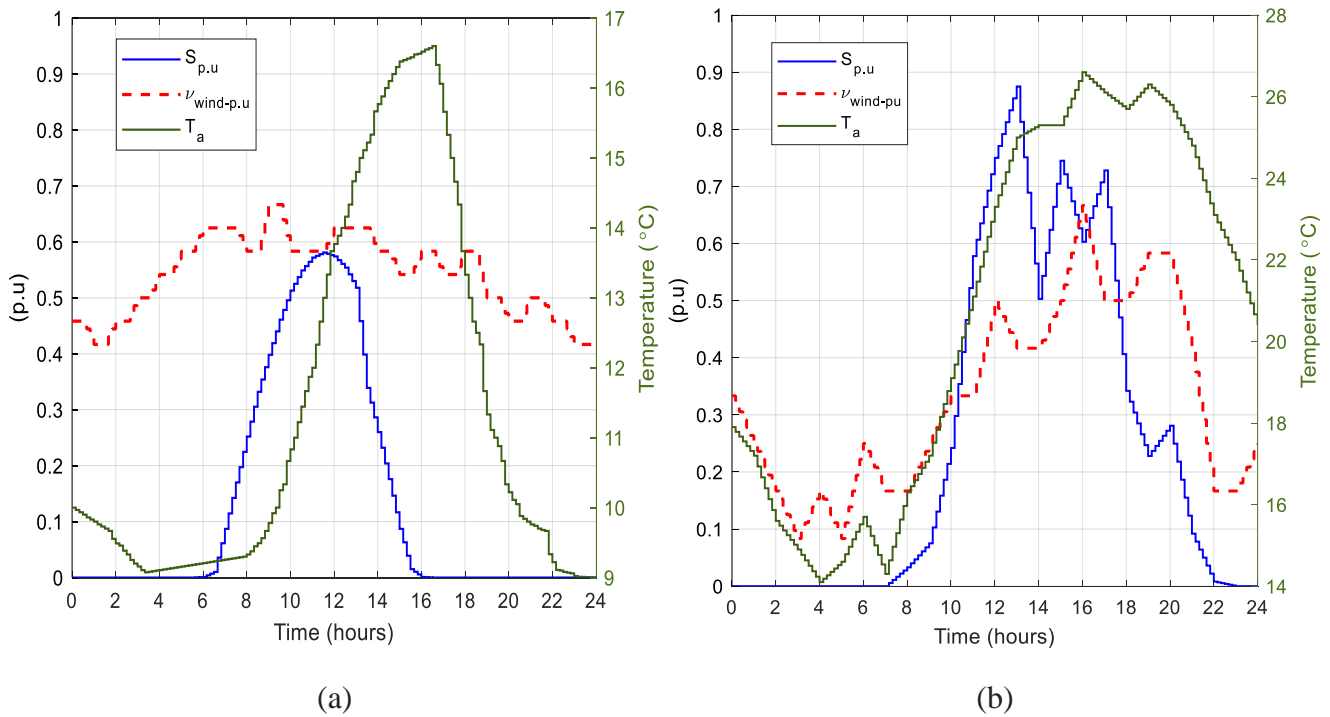 1
0.9
0.8
0.7
0.6
0.5
0.4
0.3
0.2
0.1
0
(p.u)
S p.u
ν wind-p.u
T a
17
16
15
14
13
12
11
10
9
Temperature ( °C)
0 2 4 6 8 10 12 14 16 18 20 22 24
Time (hours)
(a)
1
0.9
0.8
0.7
0.6
0.5
0.4
0.3
0.2
0.1
0
(p.u)
S p.u
ν wind-pu
T a
28
26
24
22
20
18
16
14
Temperature ( °C)
0 2 4 6 8 10 12 14 16 18 20 22 24
Time (hours)
(b)